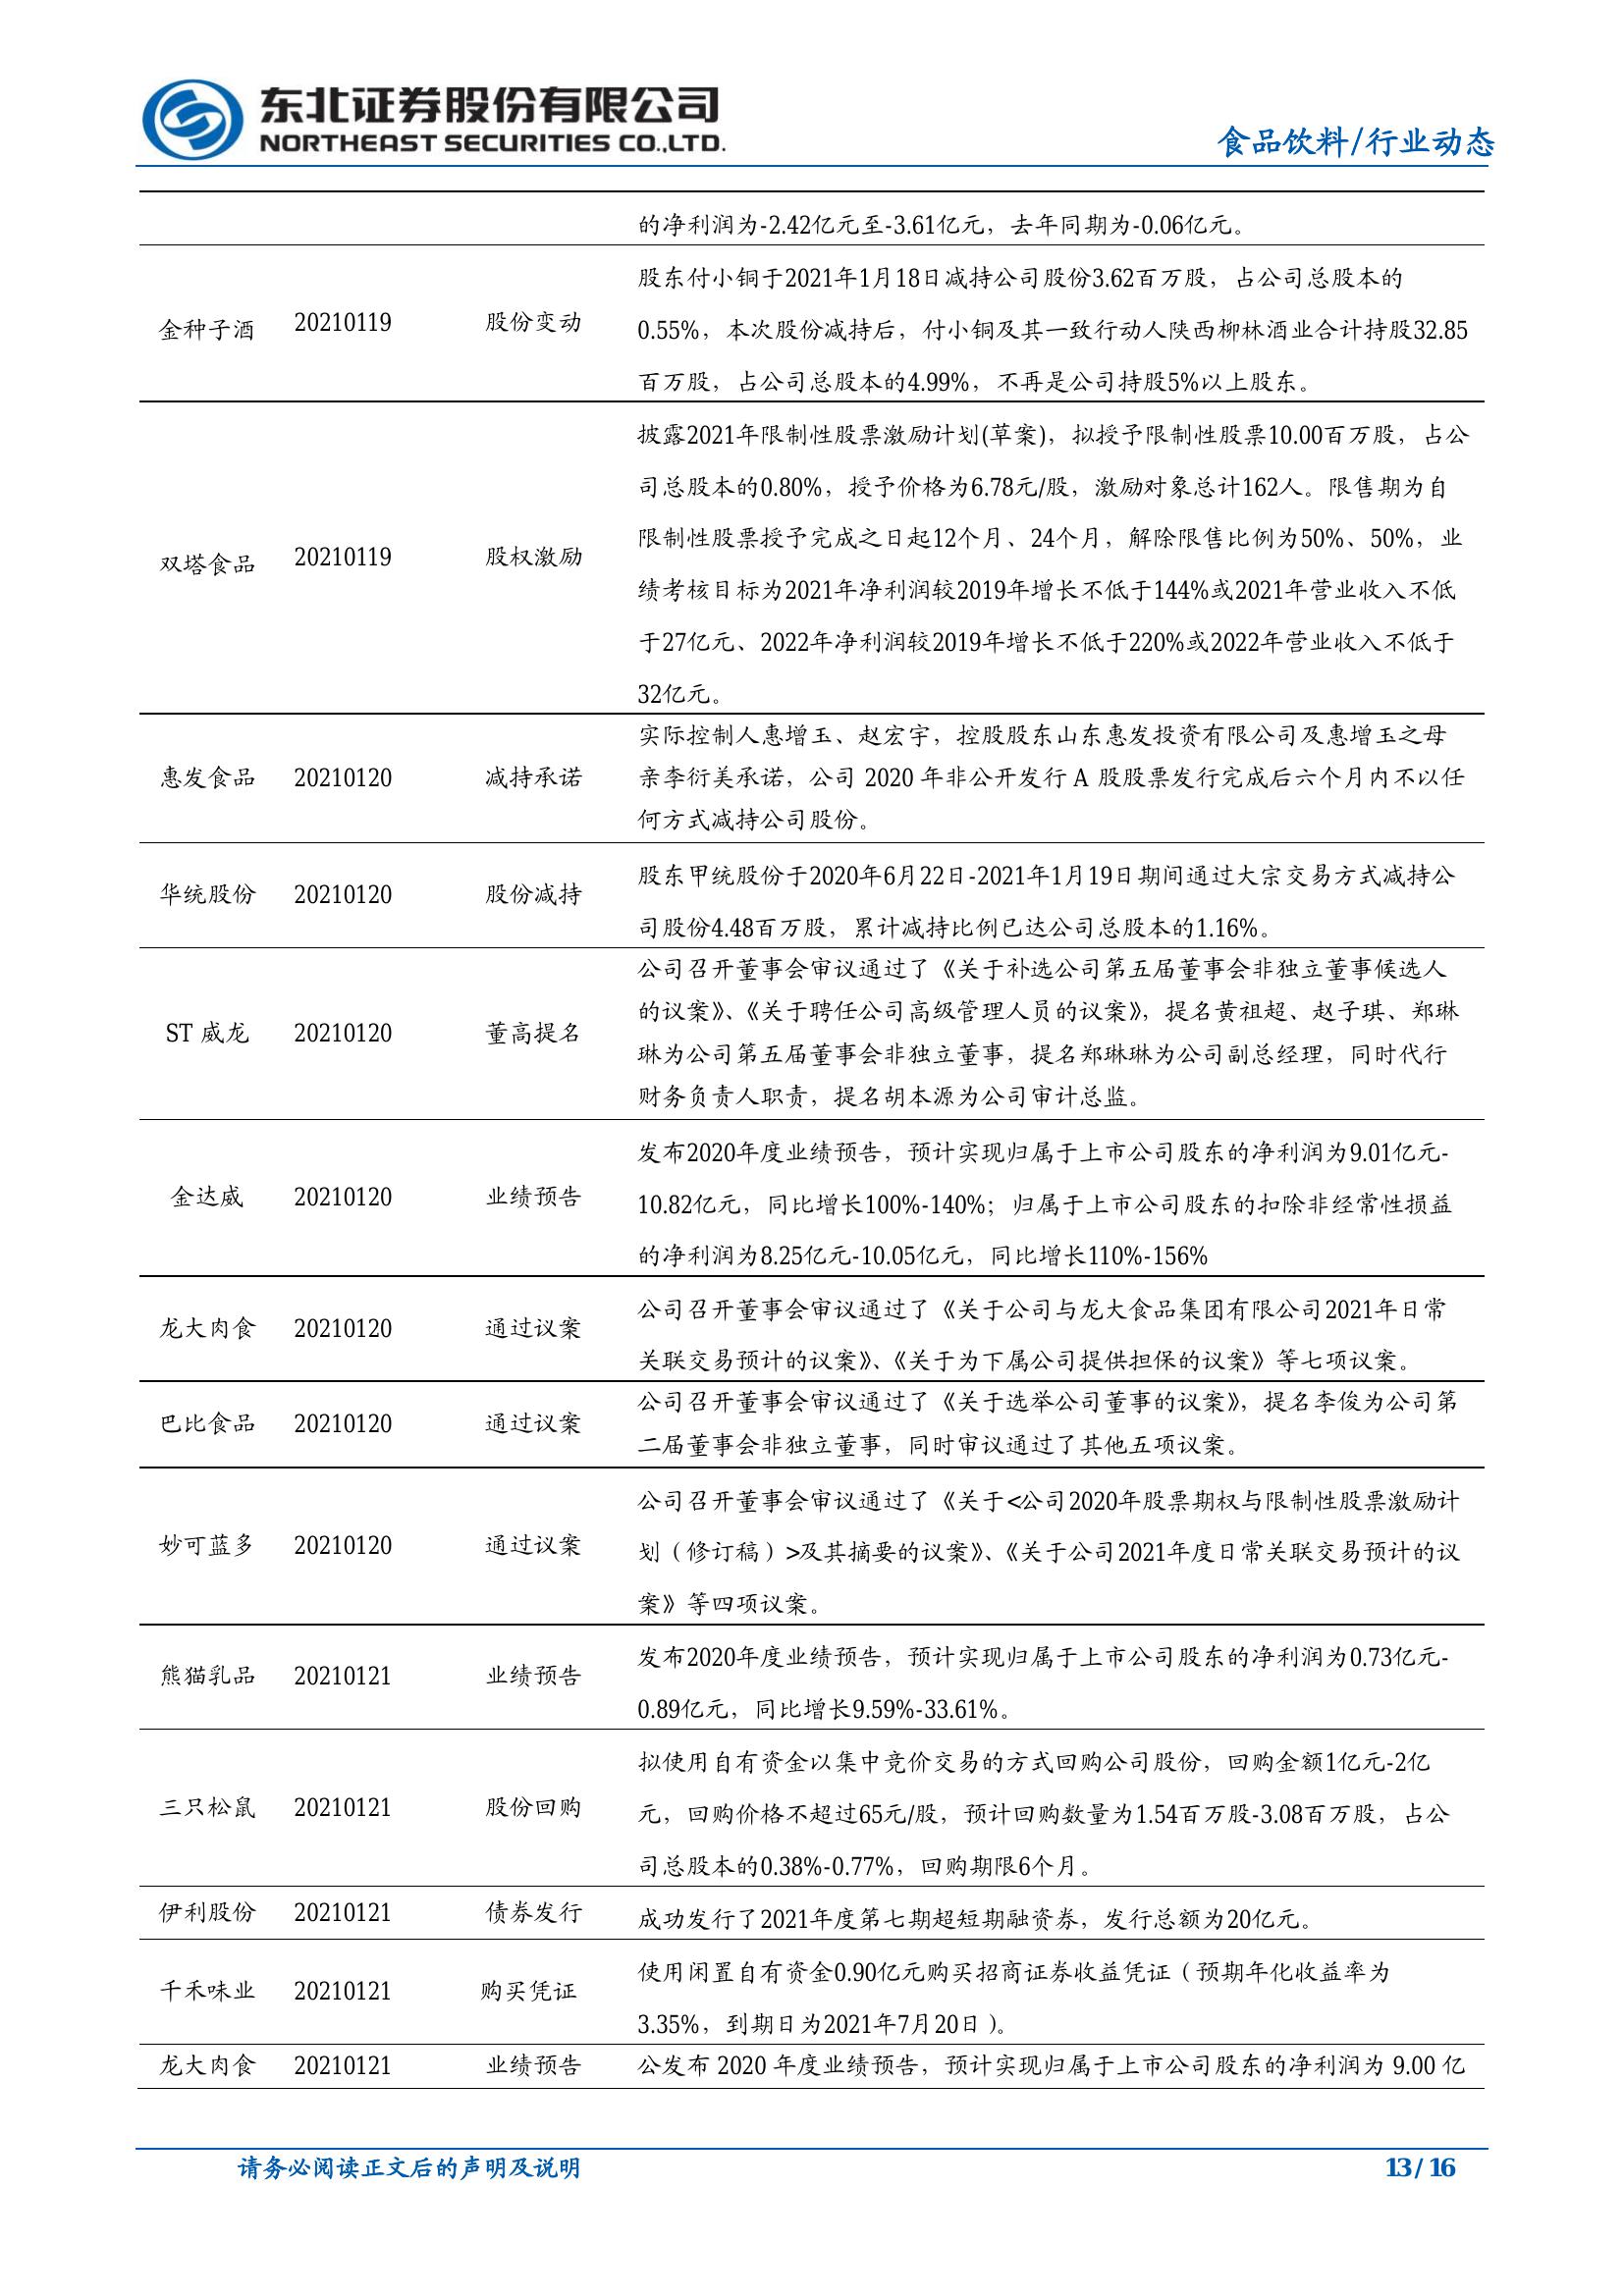 东北证券股份有限公司
NORTHEAST SECURITIES CO.,LTD.
食品饮料/行业动态
的净利润为-2.42亿元至-3.61亿元，去年同期为-0.06亿元。
金种子酒 20210119 股份变动
股东付小铜于2021年1月18日减持公司股份3.62百万股，占公司总股本的
0.55%，本次股份减持后，付小铜及其一致行动人陕西柳林酒业合计持股32.85
百万股，占公司总股本的4.99%，不再是公司持股5%以上股东。
双塔食品 20210119 股权激励
披露2021年限制性股票激励计划(草案)，拟授予限制性股票10.00百万股，占公
司总股本的0.80%，授予价格为6.78元/股，激励对象总计162人。限售期为自
限制性股票授予完成之日起12个月、24个月，解除限售比例为50%、50%，业
绩考核目标为2021年净利润较2019年增长不低于144%或2021年营业收入不低
于27亿元、2022年净利润较2019年增长不低于220%或2022年营业收入不低于
32亿元。
惠发食品 20210120 减持承诺
实际控制人惠增玉、赵宏宇，控股股东山东惠发投资有限公司及惠增玉之母
亲李衍美承诺，公司 2020 年非公开发行 A 股股票发行完成后六个月内不以任
何方式减持公司股份。
华统股份 20210120 股份减持
股东甲统股份于2020年6月22日-2021年1月19日期间通过大宗交易方式减持公
司股份4.48百万股，累计减持比例已达公司总股本的1.16%。
ST 威龙 20210120 董高提名
公司召开董事会审议通过了《关于补选公司第五届董事会非独立董事候选人
的议案》、《关于聘任公司高级管理人员的议案》，提名黄祖超、赵子琪、郑琳
琳为公司第五届董事会非独立董事，提名郑琳琳为公司副总经理，同时代行
财务负责人职责，提名胡本源为公司审计总监。
金达威 20210120 业绩预告
发布2020年度业绩预告，预计实现归属于上市公司股东的净利润为9.01亿元-
10.82亿元，同比增长100%-140%；归属于上市公司股东的扣除非经常性损益
的净利润为8.25亿元-10.05亿元，同比增长110%-156%
龙大肉食 20210120 通过议案
公司召开董事会审议通过了《关于公司与龙大食品集团有限公司2021年日常
关联交易预计的议案》、《关于为下属公司提供担保的议案》等七项议案。
巴比食品 20210120 通过议案
公司召开董事会审议通过了《关于选举公司董事的议案》，提名李俊为公司第
二届董事会非独立董事，同时审议通过了其他五项议案。
妙可蓝多 20210120 通过议案
公司召开董事会审议通过了《关于<公司2020年股票期权与限制性股票激励计
划（修订稿）>及其摘要的议案》、《关于公司2021年度日常关联交易预计的议
案》等四项议案。
熊猫乳品 20210121 业绩预告
发布2020年度业绩预告，预计实现归属于上市公司股东的净利润为0.73亿元-
0.89亿元，同比增长9.59%-33.61%。
三只松鼠 20210121 股份回购
拟使用自有资金以集中竞价交易的方式回购公司股份，回购金额1亿元-2亿
元，回购价格不超过65元/股，预计回购数量为1.54百万股-3.08百万股，占公
司总股本的0.38%-0.77%，回购期限6个月。
伊利股份 20210121 债券发行
成功发行了2021年度第七期超短期融资券，发行总额为20亿元。
千禾味业 20210121 购买凭证
使用闲置自有资金0.90亿元购买招商证券收益凭证（预期年化收益率为
3.35%，到期日为2021年7月20日）。
龙大肉食 20210121 业绩预告
公发布 2020 年度业绩预告，预计实现归属于上市公司股东的净利润为 9.00 亿
请务必阅读正文后的声明及说明
13 / 16